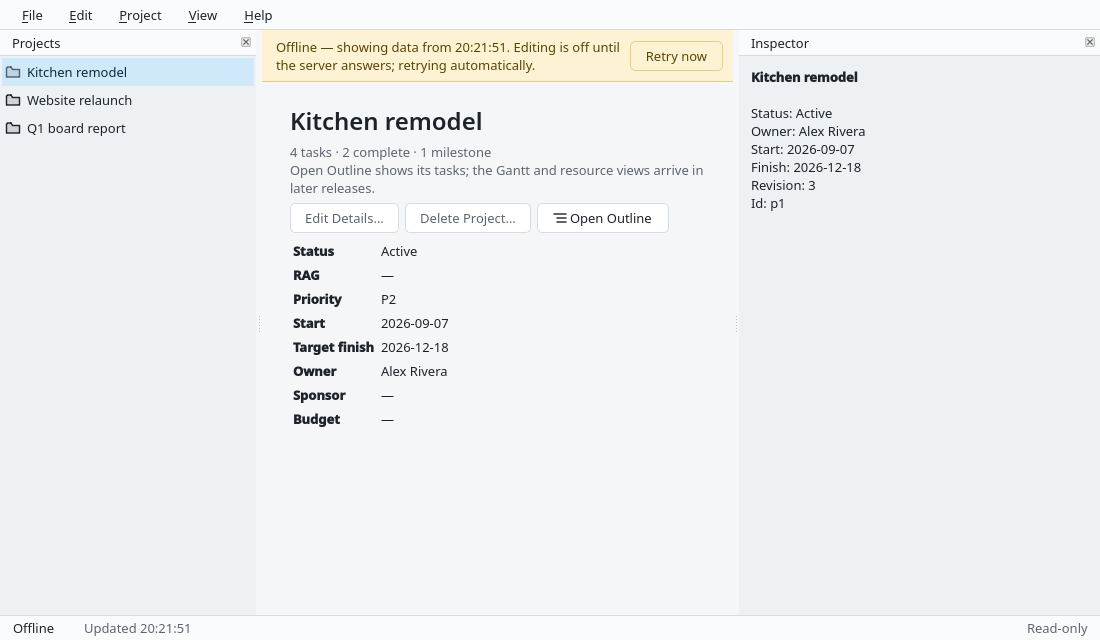 File Edit Project View Help
Projects
Kitchen remodel
Website relaunch
Q1 board report
Offline — showing data from 20:21:51. Editing is off until
the server answers; retrying automatically.
Retry now
Kitchen remodel
4 tasks · 2 complete · 1 milestone
Open Outline shows its tasks; the Gantt and resource views arrive in
later releases.
Edit Details... Delete Project... Open Outline
Status Active
RAG —
Priority P2
Start 2026-09-07
Target finish 2026-12-18
Owner Alex Rivera
Sponsor —
Budget —
Inspector
Kitchen remodel
Status: Active
Owner: Alex Rivera
Start: 2026-09-07
Finish: 2026-12-18
Revision: 3
Id: p1
Offline Updated 20:21:51 Read-only